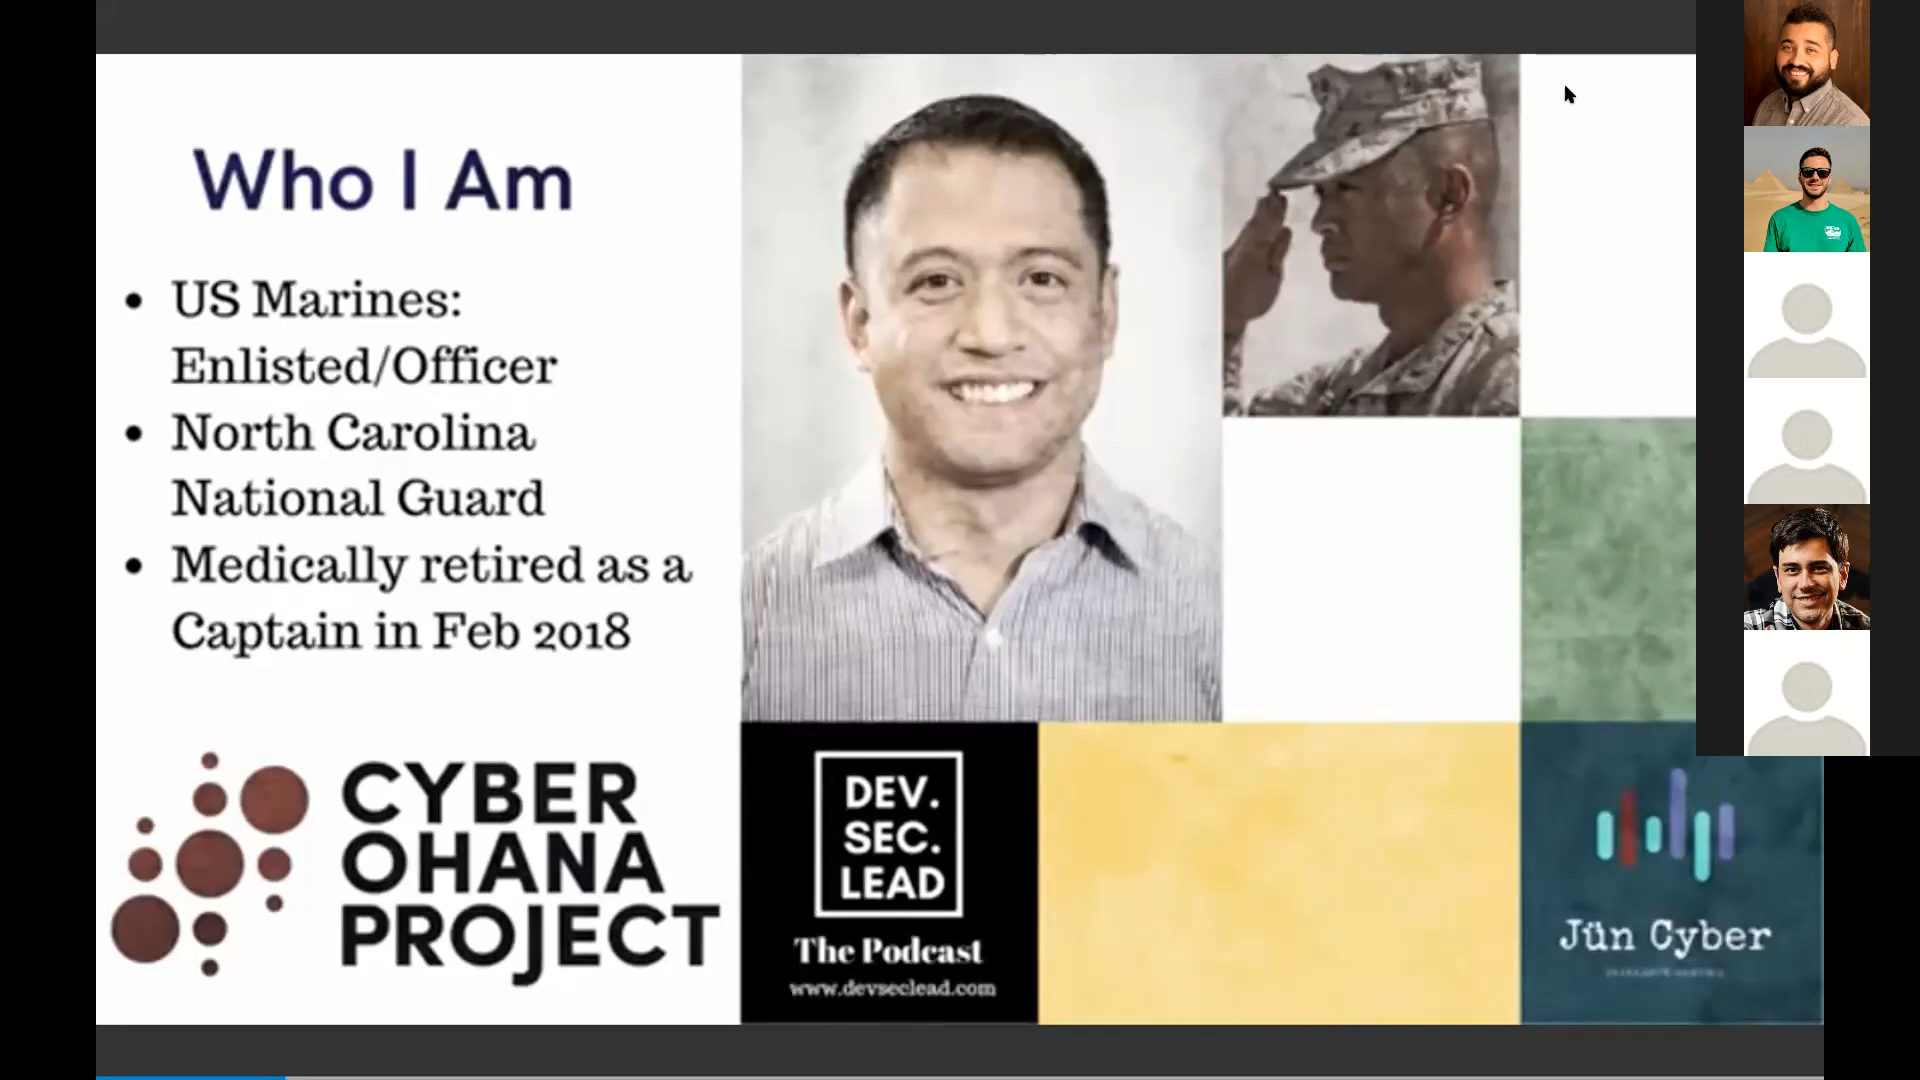 Who I Am
• US Marines:
Enlisted/Officer
• North Carolina
National Guard
• Medically retired as a
Captain in Feb 2018
CYBER
OHANA
PROJECT
DEV.
SEC.
LEAD
The Podcast
www.devseclead.com
Jün Cyber